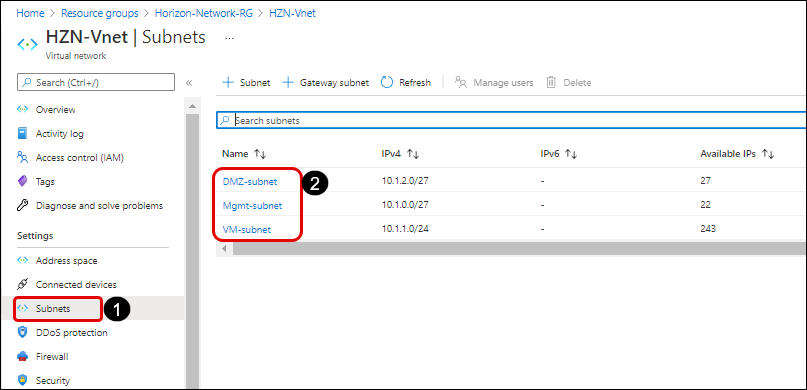 Home > Resource groups > Horizon-Network-RG > HZN-Vnet
HZN-Vnet | Subnets ...
Virtual network
Search (Ctrl+/) «
+ Subnet + Gateway subnet Refresh Manage users Delete
Search subnets
Name ↑↓ IPv4 ↑↓ IPv6 ↑↓ Available IPs ↑↓
DMZ-subnet 10.1.2.0/27 - 27
Mgmt-subnet 10.1.0.0/27 - 22
VM-subnet 10.1.1.0/24 - 243
2
Overview
Activity log
Access control (IAM)
Tags
Diagnose and solve problems
Settings
Address space
Connected devices
Subnets
1
DDoS protection
Firewall
Security